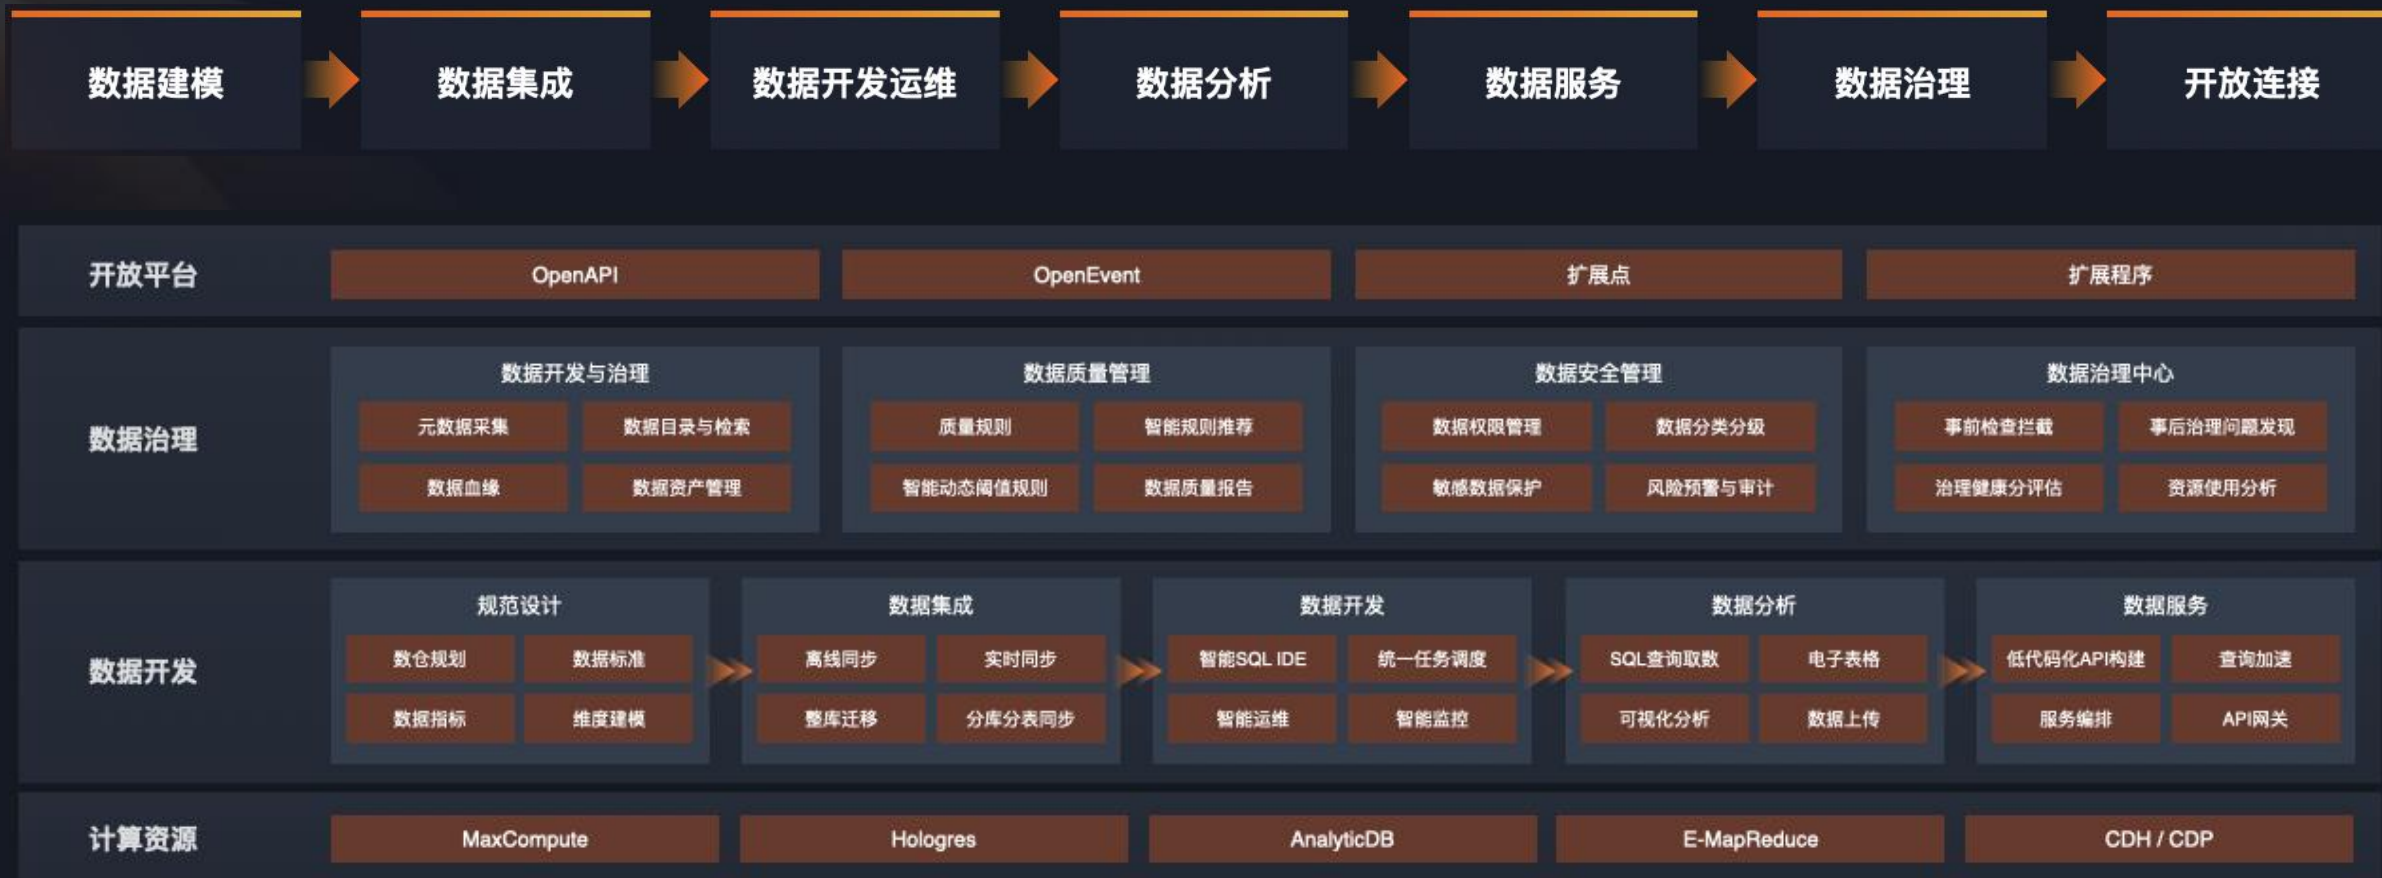 数据建模
数据集成
数据开发运维
数据分析
数据服务
数据治理
开放连接
开放平台
OpenAPI
OpenEvent
扩展点
扩展程序
数据治理
数据开发与治理
元数据采集
数据目录与检索
数据血缘
数据资产管理
数据质量管理
质量规则
智能规则推荐
智能动态阈值规则
数据质量报告
数据安全管理
数据权限管理
数据分类分级
敏感数据保护
风险预警与审计
数据治理中心
事前检查拦截
事后治理问题发现
治理健康分评估
资源使用分析
数据开发
规范设计
数仓规划
数据标准
数据指标
维度建模
数据集成
离线同步
实时同步
整库迁移
分库分表同步
数据开发
智能SQL IDE
统一任务调度
智能运维
智能监控
数据分析
SQL查询取数
电子表格
可视化分析
数据上传
数据服务
低代码化API构建
查询加速
服务编排
API网关
计算资源
MaxCompute
Hologres
AnalyticDB
E-MapReduce
CDH / CDP